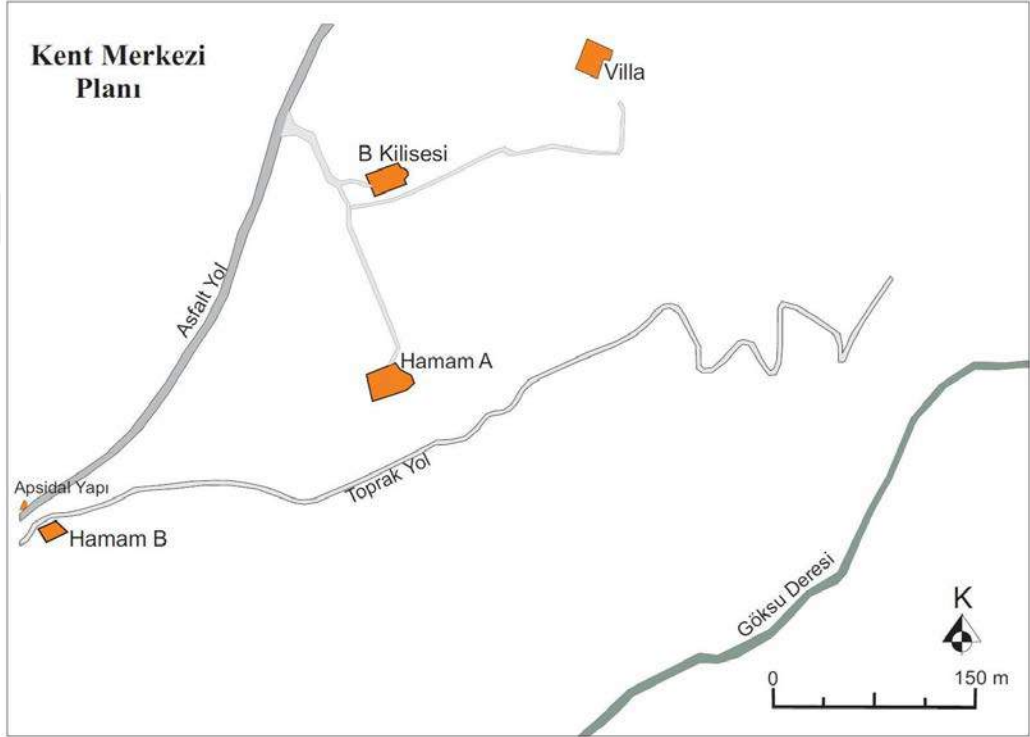 Kent Merkezi
Planı
Villa
B Kilisesi
Asfalt Yol
Hamam A
Toprak Yol
Apsidal Yapı
Hamam B
Göksu Deresi
K
0 150 m